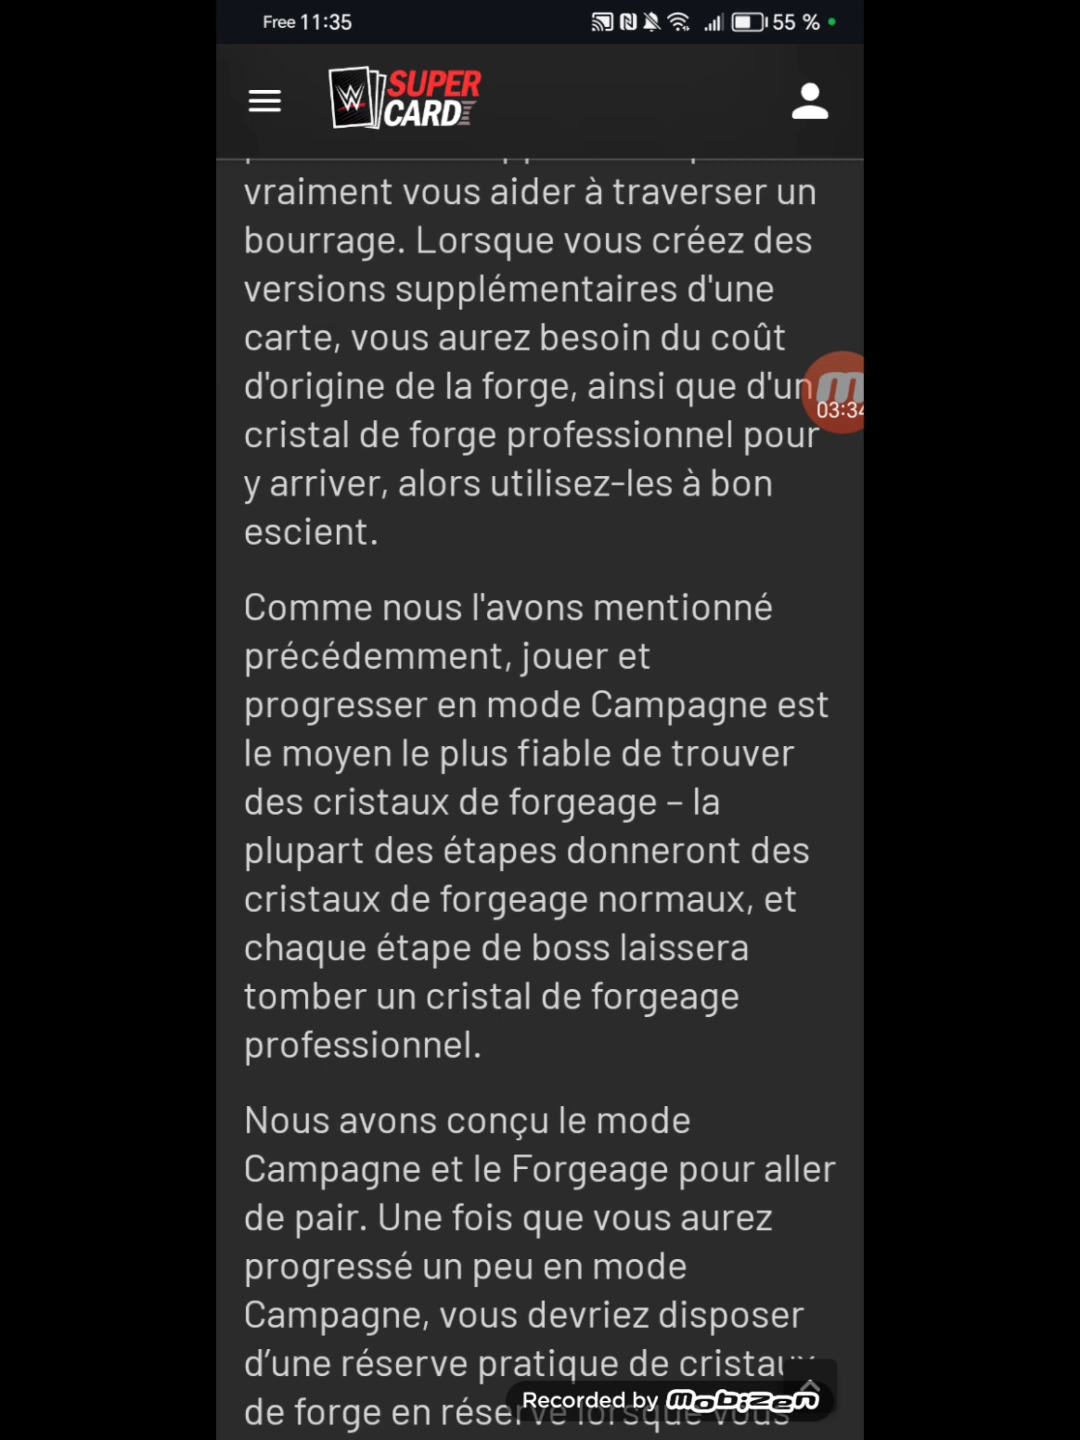 Free 11:35
55 %
W SUPER
CARD
vraiment vous aider à traverser un
bourrage. Lorsque vous créez des
versions supplémentaires d'une
carte, vous aurez besoin du coût
d'origine de la forge, ainsi que d'un
03:34
cristal de forge professionnel pour
y arriver, alors utilisez-les à bon
escient.
Comme nous l'avons mentionné
précédemment, jouer et
progresser en mode Campagne est
le moyen le plus fiable de trouver
des cristaux de forgeage – la
plupart des étapes donneront des
cristaux de forgeage normaux, et
chaque étape de boss laissera
tomber un cristal de forgeage
professionnel.
Nous avons conçu le mode
Campagne et le Forgeage pour aller
de pair. Une fois que vous aurez
progressé un peu en mode
Campagne, vous devriez disposer
d’une réserve pratique de cristaux
de forge en réserve lorsque vous
Recorded by mobizen